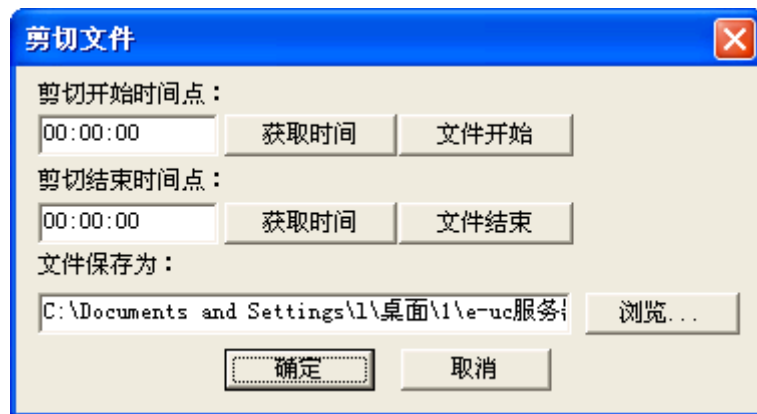 剪切文件
剪切开始时间点：
00:00:00 获取时间 文件开始
剪切结束时间点：
00:00:00 获取时间 文件结束
文件保存为：
C:\Documents and Settings\l\桌面\1\e-uc服务 浏览...
确定 取消